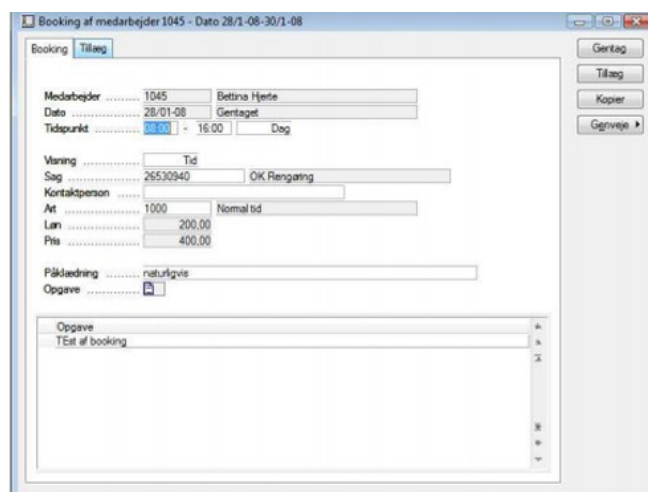 Booking af medarbejder 1045 - Dato 28/1-08-30/1-08
Booking Tillæg
Gentag
Tillæg
Kopier
Genveje
Medarbejder ......... 1045 Bettina Hjerte
Dato ..................... 28/01-08 Gentaget
Tidspunkt .............. 08:00 - 16:00 Dag
Visning ................ Tid
Sag ...................... 26530940 OK Rengøring
Kontaktperson ......
Art ....................... 1000 Normal tid
Løn ...................... 200,00
Pris ...................... 400,00
Påklædning ......... naturligvis
Opgave ..............
Opgave
TEst af booking